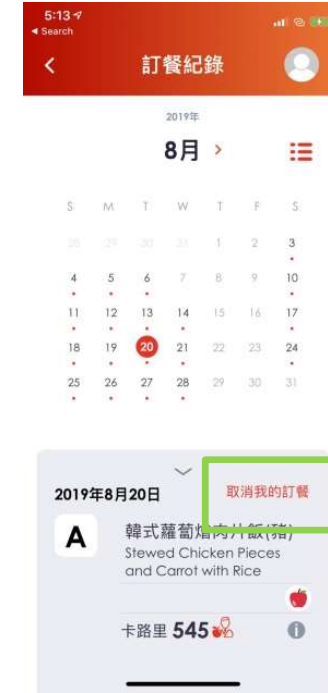 5:13
Search
訂餐紀錄
2019年
8月
S M T W T F S
28 29 30 31 1 2 3
4 5 6 7 8 9 10
11 12 13 14 15 16 17
18 19 20 21 22 23 24
25 26 27 28 29 30 31
2019年8月20日 取消我的訂餐
A 韓式蘿蔔燴肉片飯(豬)
Stewed Chicken Pieces
and Carrot with Rice
卡路里 545